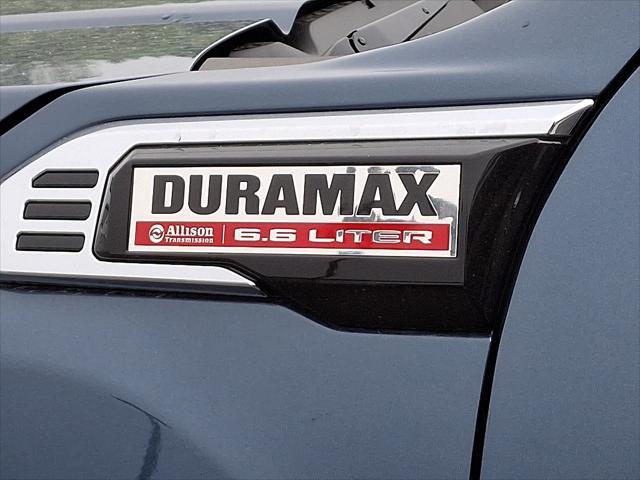 DURAMAX
Allison
Transmission
6.6 LITER